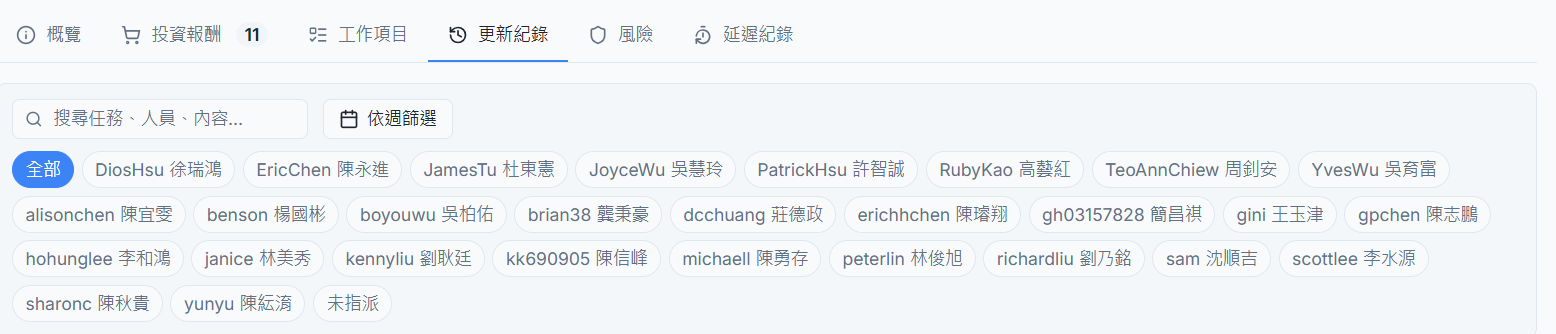 概覽 投資報酬 11 工作項目 更新紀錄 風險 延遲紀錄
搜尋任務、人員、內容... 依週篩選
全部 DiosHsu 徐瑞鴻 EricChen 陳永進 JamesTu 杜東憲 JoyceWu 吳慧玲 PatrickHsu 許智誠 RubyKao 高藝紅 TeoAnnChiew 周釗安 YvesWu 吳育富
alisonchen 陳宜雯 benson 楊國彬 boyouwu 吳柏佑 brian38 龔秉豪 dcchuang 莊德政 erichhchen 陳璿翔 gh03157828 簡昌祺 gini 王玉津 gpchen 陳志鵬
hohunglee 李和鴻 janice 林美秀 kennyliu 劉耿廷 kk690905 陳信峰 michaell 陳勇存 peterlin 林俊旭 richardliu 劉乃銘 sam 沈順吉 scottlee 李水源
sharonc 陳秋貴 yunyu 陳紜淯 未指派